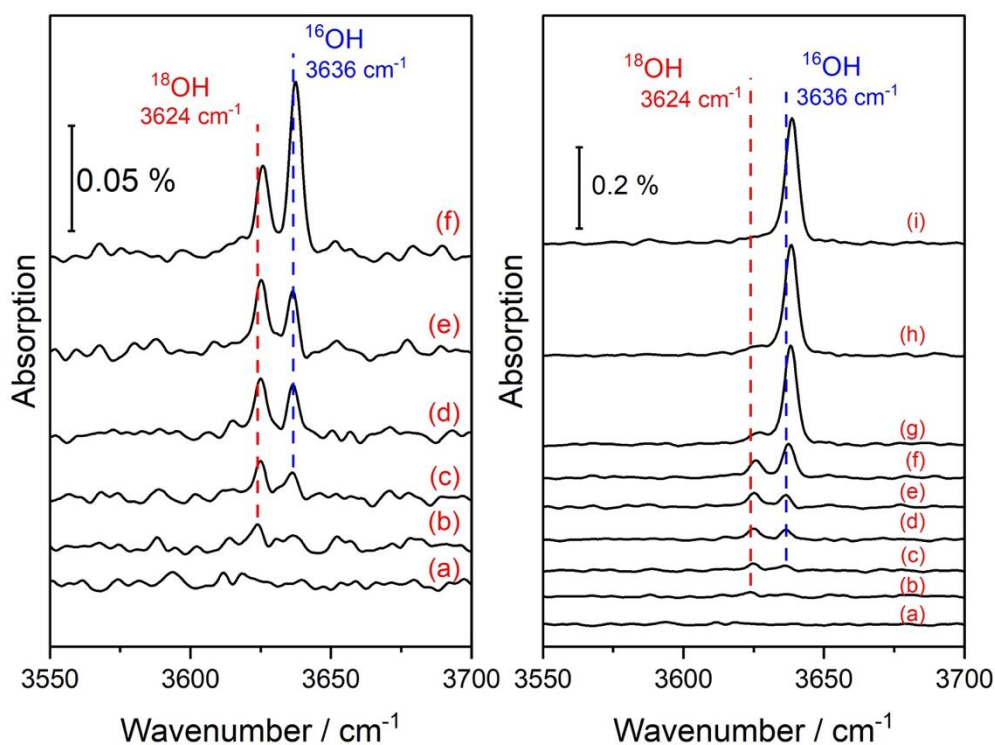 ¹⁶OH
3636 cm⁻¹
¹⁸OH
3624 cm⁻¹
0.05 %
(f)
(e)
(d)
(c)
(b)
(a)
Absorption
3550 3600 3650 3700
Wavenumber / cm⁻¹
¹⁸OH
3624 cm⁻¹
¹⁶OH
3636 cm⁻¹
0.2 %
(i)
(h)
(g)
(f)
(e)
(d)
(c)
(b)
(a)
Absorption
3550 3600 3650 3700
Wavenumber / cm⁻¹